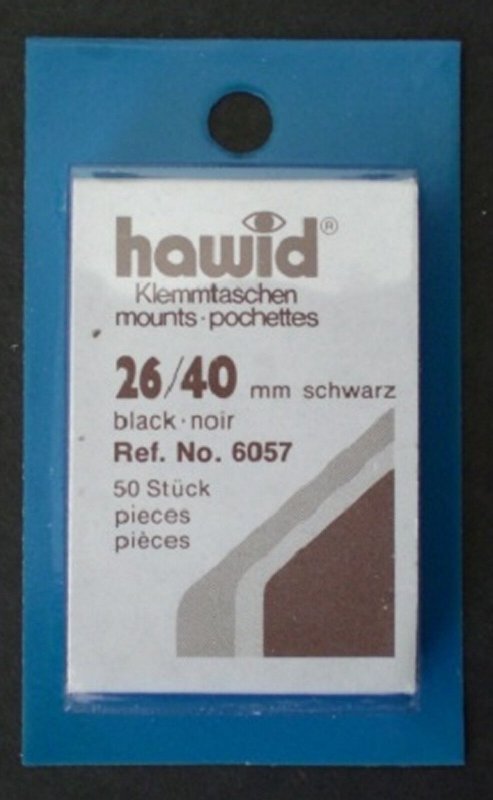 hawid®
Klemmtaschen
mounts·pochettes
26/40 mm schwarz
black·noir
Ref. No. 6057
50 Stück
pieces
pièces